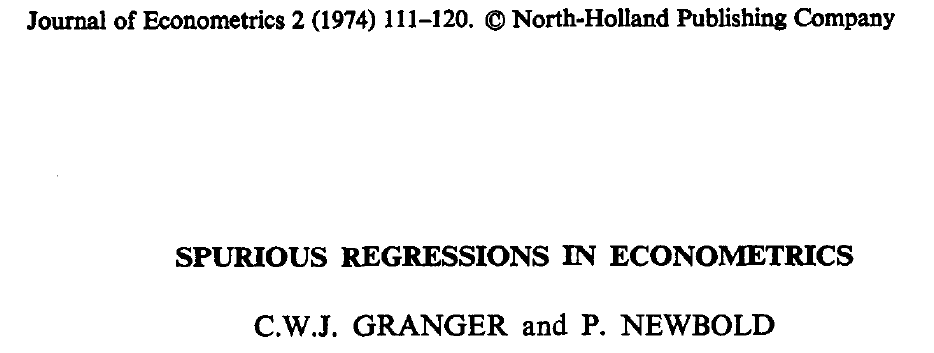 Journal of Econometrics 2 (1974) 111–120. © North-Holland Publishing Company
SPURIOUS REGRESSIONS IN ECONOMETRICS
C.W.J. GRANGER and P. NEWBOLD